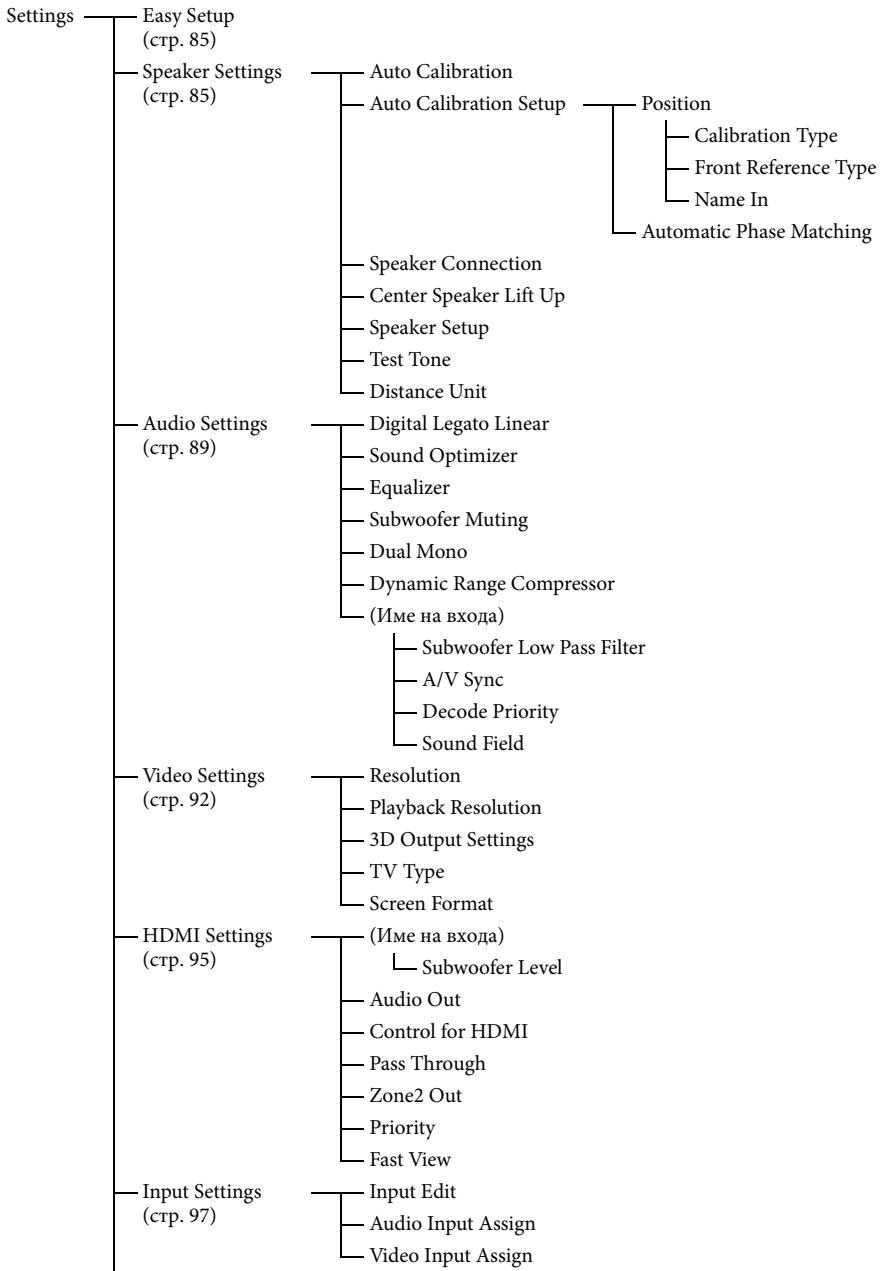 Settings
Easy Setup
(стр. 85)
Speaker Settings
(стр. 85)
Auto Calibration
Auto Calibration Setup
Position
Calibration Type
Front Reference Type
Name In
Automatic Phase Matching
Speaker Connection
Center Speaker Lift Up
Speaker Setup
Test Tone
Distance Unit
Audio Settings
(стр. 89)
Digital Legato Linear
Sound Optimizer
Equalizer
Subwoofer Muting
Dual Mono
Dynamic Range Compressor
(Име на входа)
Subwoofer Low Pass Filter
A/V Sync
Decode Priority
Sound Field
Video Settings
(стр. 92)
Resolution
Playback Resolution
3D Output Settings
TV Type
Screen Format
HDMI Settings
(стр. 95)
(Име на входа)
Subwoofer Level
Audio Out
Control for HDMI
Pass Through
Zone2 Out
Priority
Fast View
Input Settings
(стр. 97)
Input Edit
Audio Input Assign
Video Input Assign